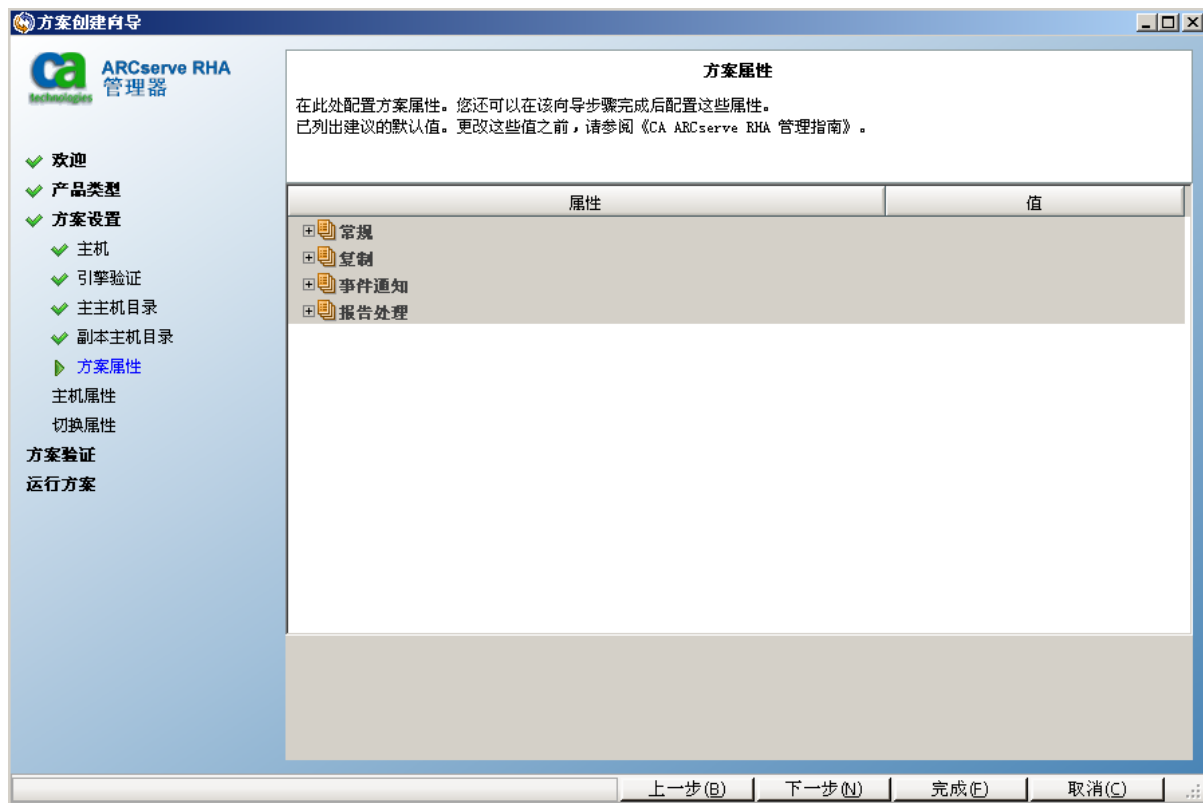 方案创建向导
ca
technologies
ARCserve RHA
管理器
欢迎
产品类型
方案设置
主机
引擎验证
主主机目录
副本主机目录
方案属性
主机属性
切换属性
方案验证
运行方案
方案属性
在此处配置方案属性。您还可以在该向导步骤完成后配置这些属性。
已列出建议的默认值。更改这些值之前，请参阅《CA ARCserve RHA 管理指南》。
属性 值
常规
复制
事件通知
报告处理
上一步(B) 下一步(N) 完成(F) 取消(C)